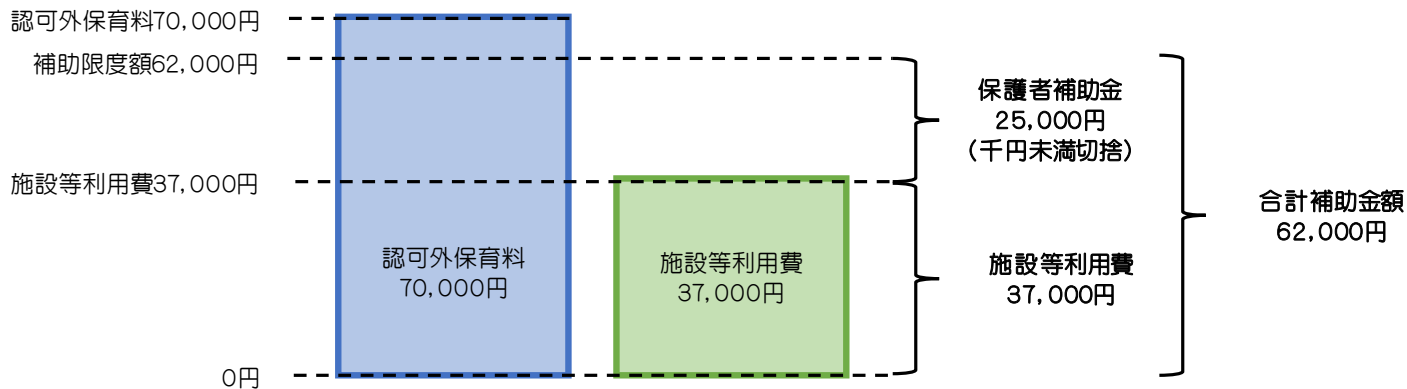 認可外保育料70,000円
補助限度額62,000円
施設等利用費37,000円
0円
認可外保育料
70,000円
施設等利用費
37,000円
保護者補助金
25,000円
(千円未満切捨)
施設等利用費
37,000円
合計補助金額
62,000円